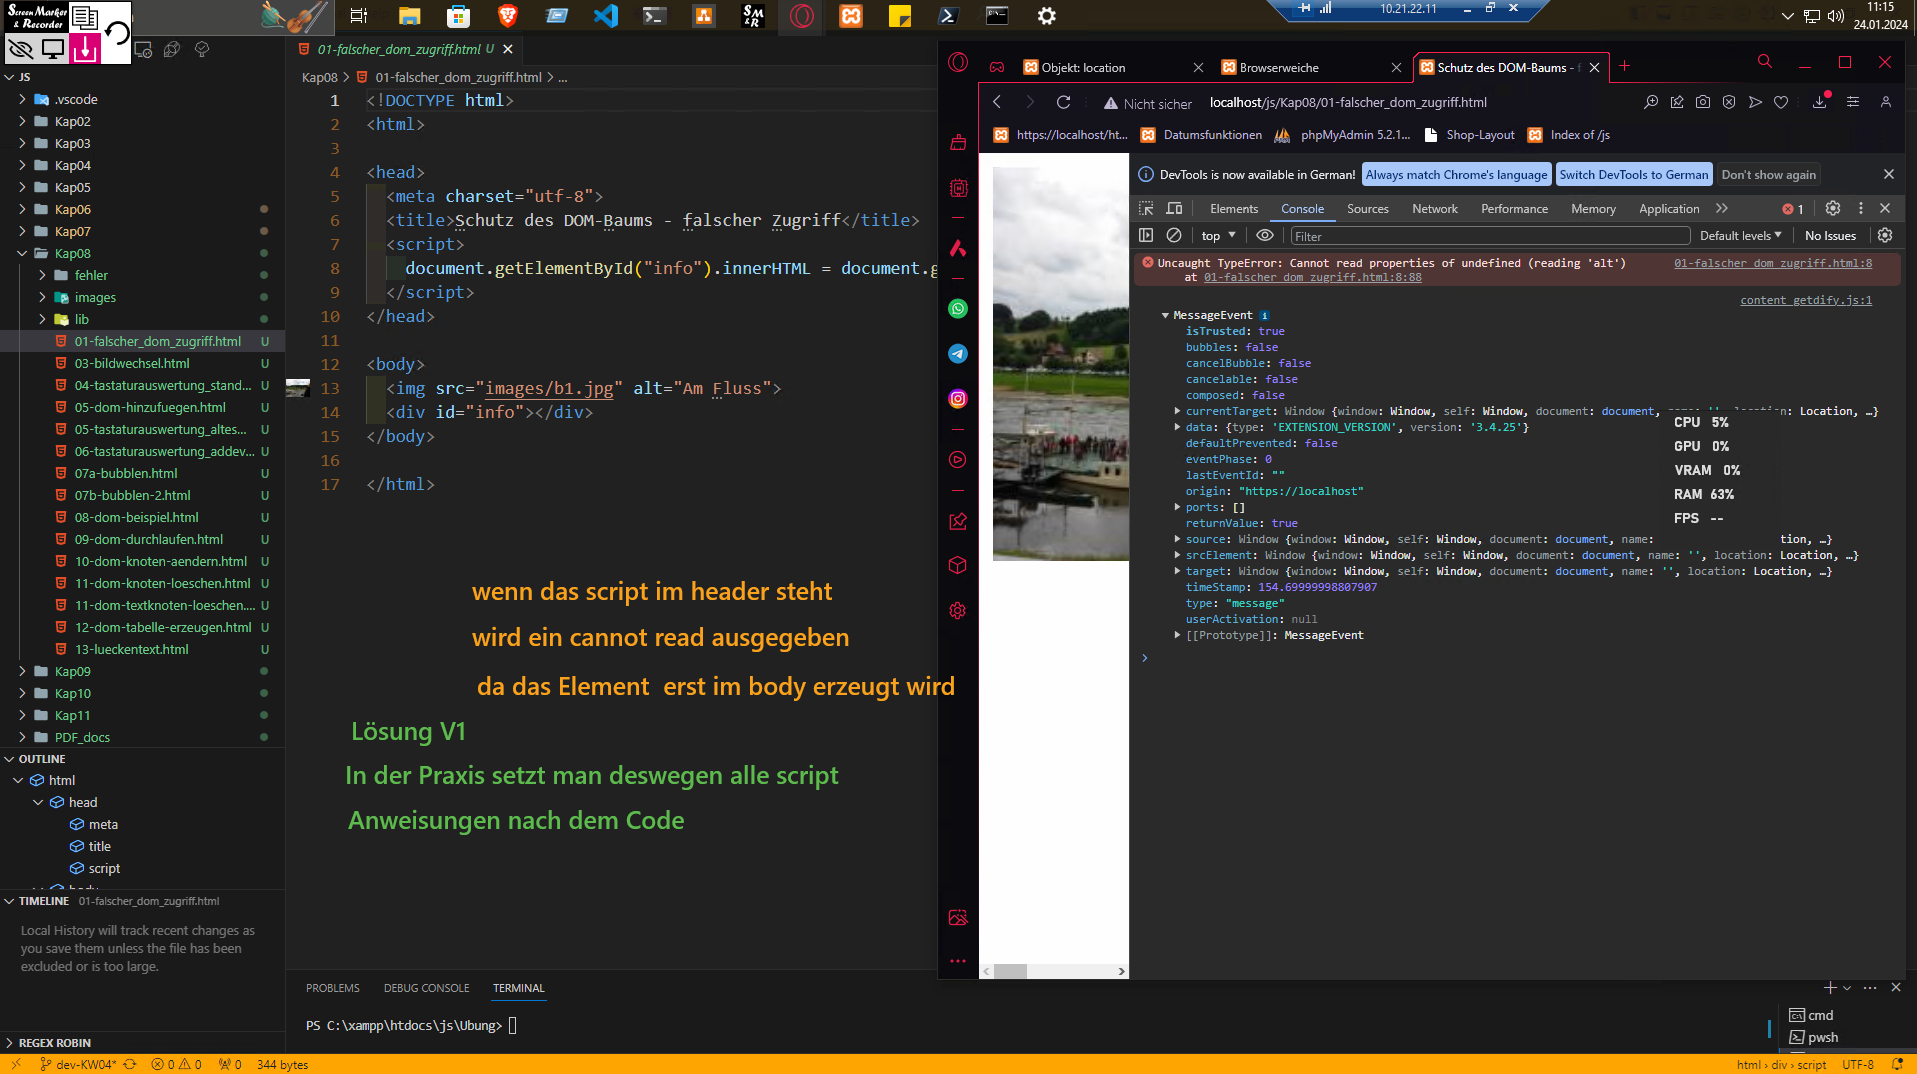 Screen Marker
& Recorder
10.21.22.11
11:15
24.01.2024
JS
.vscode
Kap02
Kap03
Kap04
Kap05
Kap06
Kap07
Kap08
fehler
images
lib
01-falscher_dom_zugriff.html U
03-bildwechsel.html U
04-tastaturauswertung_stand... U
05-dom-hinzufuegen.html U
05-tastaturauswertung_altes... U
06-tastaturauswertung_addev... U
07a-bubblen.html U
07b-bubblen-2.html U
08-dom-beispiel.html U
09-dom-durchlaufen.html U
10-dom-knoten-aendern.html U
11-dom-knoten-loeschen.html U
11-dom-textknoten-loeschen.... U
12-dom-tabelle-erzeugen.html U
13-lueckentext.html U
Kap09
Kap10
Kap11
PDF_docs
OUTLINE
html
head
meta
title
script
TIMELINE 01-falscher_dom_zugriff.html
Local History will track recent changes as
you save them unless the file has been
excluded or is too large.
REGEX ROBIN
01-falscher_dom_zugriff.html U
Kap08 > 01-falscher_dom_zugriff.html > ...
1 <!DOCTYPE html>
2 <html>
3
4 <head>
5 <meta charset="utf-8">
6 <title>Schutz des DOM-Baums - falscher Zugriff</title>
7 <script>
8 document.getElementById("info").innerHTML = document.g
9 </script>
10 </head>
11
12 <body>
13 <img src="images/b1.jpg" alt="Am Fluss">
14 <div id="info"></div>
15 </body>
16
17 </html>
wenn das script im header steht
wird ein cannot read ausgegeben
da das Element erst im body erzeugt wird
Lösung V1
In der Praxis setzt man deswegen alle script
Anweisungen nach dem Code
Objekt: location
Browserweiche
Schutz des DOM-Baums - f
Nicht sicher localhost/js/Kap08/01-falscher_dom_zugriff.html
https://localhost/ht... Datumsfunktionen phpMyAdmin 5.2.1... Shop-Layout Index of /js
DevTools is now available in German! Always match Chrome's language Switch DevTools to German Don't show again
Elements Console Sources Network Performance Memory Application 1
top Filter Default levels No Issues
Uncaught TypeError: Cannot read properties of undefined (reading 'alt') 01-falscher dom zugriff.html:8
at 01-falscher dom zugriff.html:8:88
content getdify.js:1
MessageEvent i
isTrusted: true
bubbles: false
cancelBubble: false
cancelable: false
composed: false
currentTarget: Window {window: Window, self: Window, document: document, name: '', location: Location, …}
data: {type: 'EXTENSION_VERSION', version: '3.4.25'}
defaultPrevented: false
eventPhase: 0
lastEventId: ""
origin: "https://localhost"
ports: []
returnValue: true
source: Window {window: Window, self: Window, document: document, name: tion, …}
srcElement: Window {window: Window, self: Window, document: document, name: '', location: Location, …}
target: Window {window: Window, self: Window, document: document, name: '', location: Location, …}
timeStamp: 154.69999998807907
type: "message"
userActivation: null
[[Prototype]]: MessageEvent
CPU 5%
GPU 0%
VRAM 0%
RAM 63%
FPS --
PROBLEMS DEBUG CONSOLE TERMINAL
PS C:\xampp\htdocs\js\Ubung>
cmd
pwsh
dev-KW04* 0 0 0 344 bytes
html > div > script UTF-8